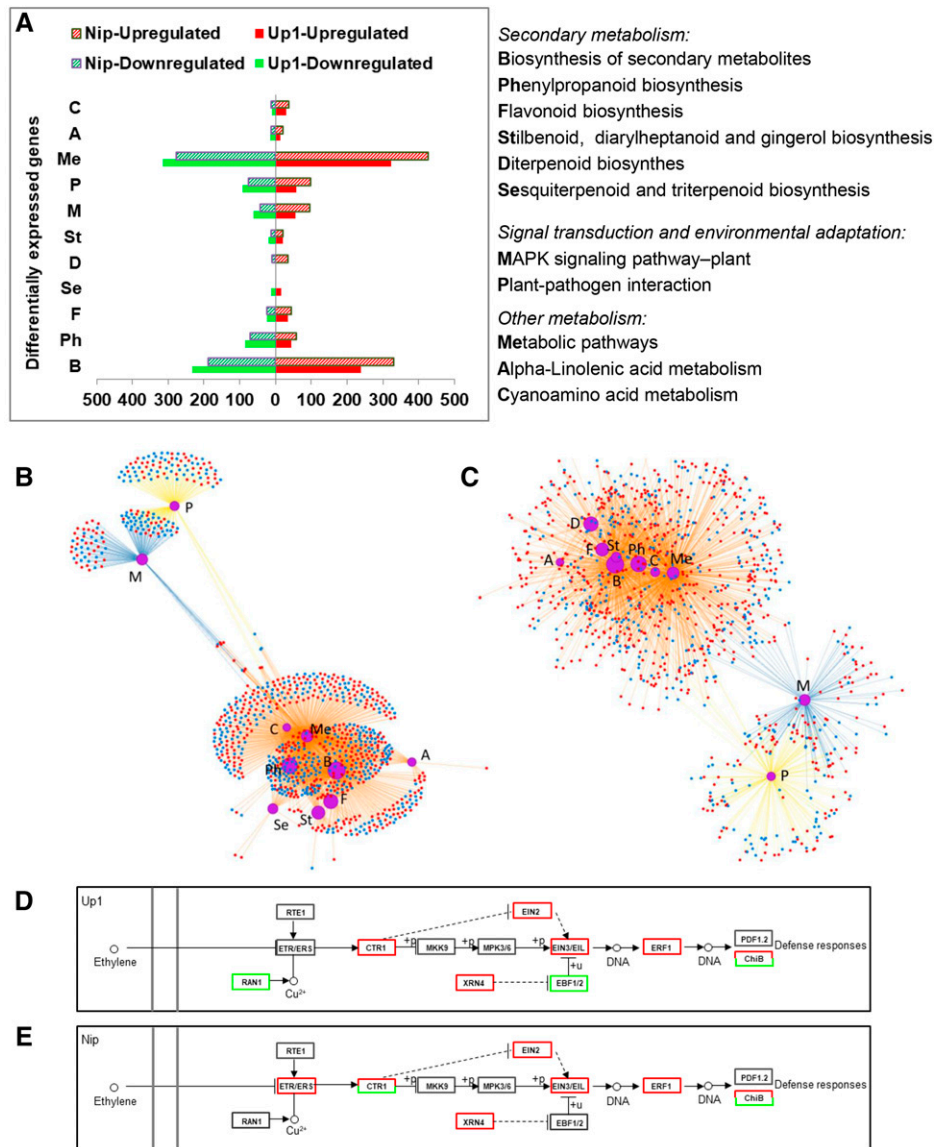 A
Nip-Upregulated
Up1-Upregulated
Nip-Downregulated
Up1-Downregulated
Differentially expressed genes
C
A
Me
P
M
St
D
Se
F
Ph
B
500 400 300 200 100 0 100 200 300 400 500
Secondary metabolism:
Biosynthesis of secondary metabolites
Phenylpropanoid biosynthesis
Flavonoid biosynthesis
Stilbenoid, diarylheptanoid and gingerol biosynthesis
Diterpenoid biosynthes
Sesquiterpenoid and triterpenoid biosynthesis
Signal transduction and environmental adaptation:
MAPK signaling pathway–plant
Plant-pathogen interaction
Other metabolism:
Metabolic pathways
Alpha-Linolenic acid metabolism
Cyanoamino acid metabolism
B
P
M
C
Me
A
Ph
B
F
Se
St
C
D
St
F
Ph
A
C
Me
B
M
P
D
Up1
RTE1
EIN2
Ethylene
ETR/ERS
CTR1
+p
MKK9
+p
MPK3/6
+p
EIN3/EIL
DNA
ERF1
DNA
PDF1.2
ChiB
Defense responses
+u
RAN1
Cu2+
XRN4
EBF1/2
E
Nip
RTE1
EIN2
Ethylene
ETR/ERS
CTR1
+p
MKK9
+p
MPK3/6
+p
EIN3/EIL
DNA
ERF1
DNA
PDF1.2
ChiB
Defense responses
+u
RAN1
Cu2+
XRN4
EBF1/2